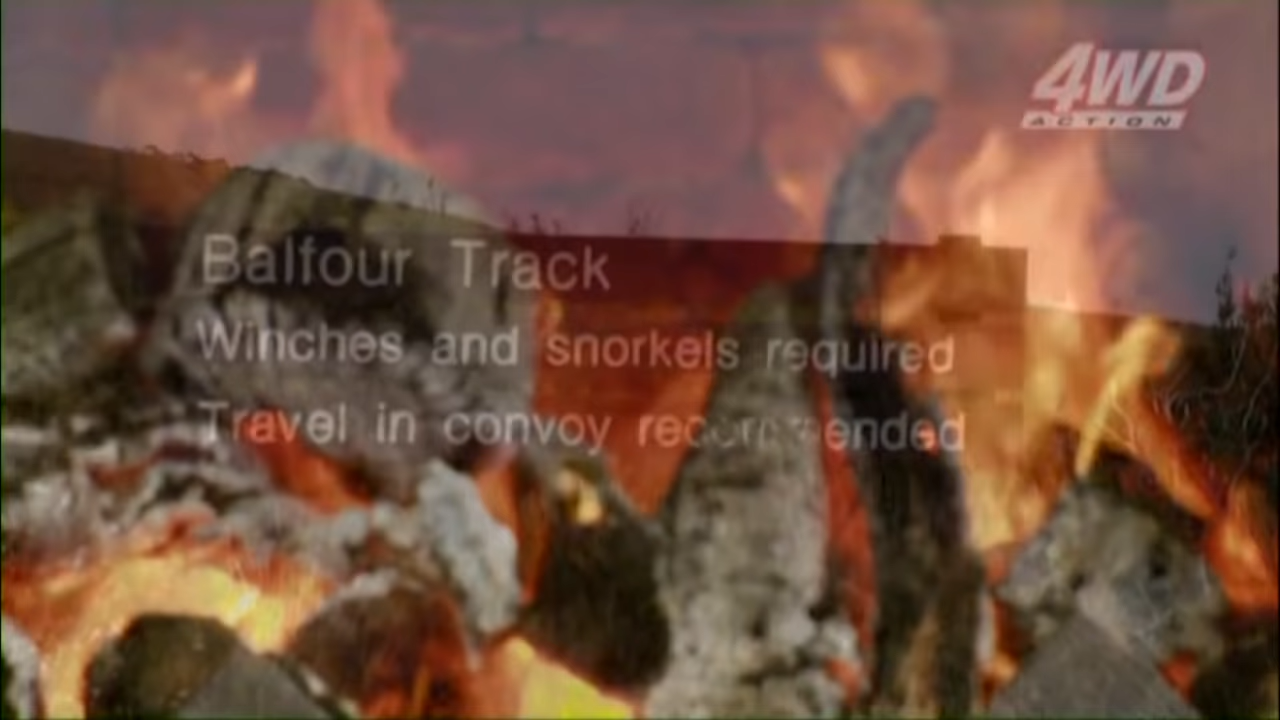 4WD
ACTION
Balfour Track
Winches and snorkels required
Travel in convoy recommended